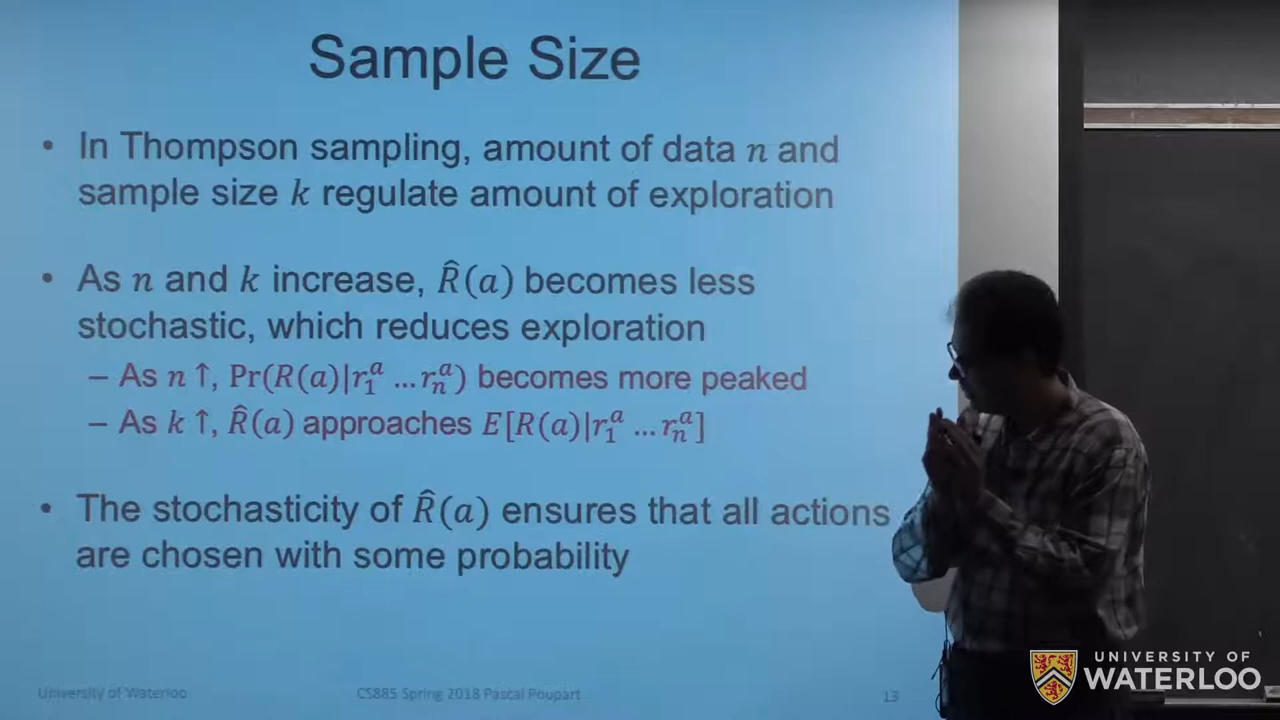 Sample Size
• In Thompson sampling, amount of data n and
sample size k regulate amount of exploration
• As n and k increase, R̂(a) becomes less
stochastic, which reduces exploration
– As n ↑, Pr(R(a)|r₁ᵃ … rₙᵃ) becomes more peaked
– As k ↑, R̂(a) approaches E[R(a)|r₁ᵃ … rₙᵃ]
• The stochasticity of R̂(a) ensures that all actions
are chosen with some probability
University of Waterloo
CS885 Spring 2018 Pascal Poupart
13
UNIVERSITY OF
WATERLOO